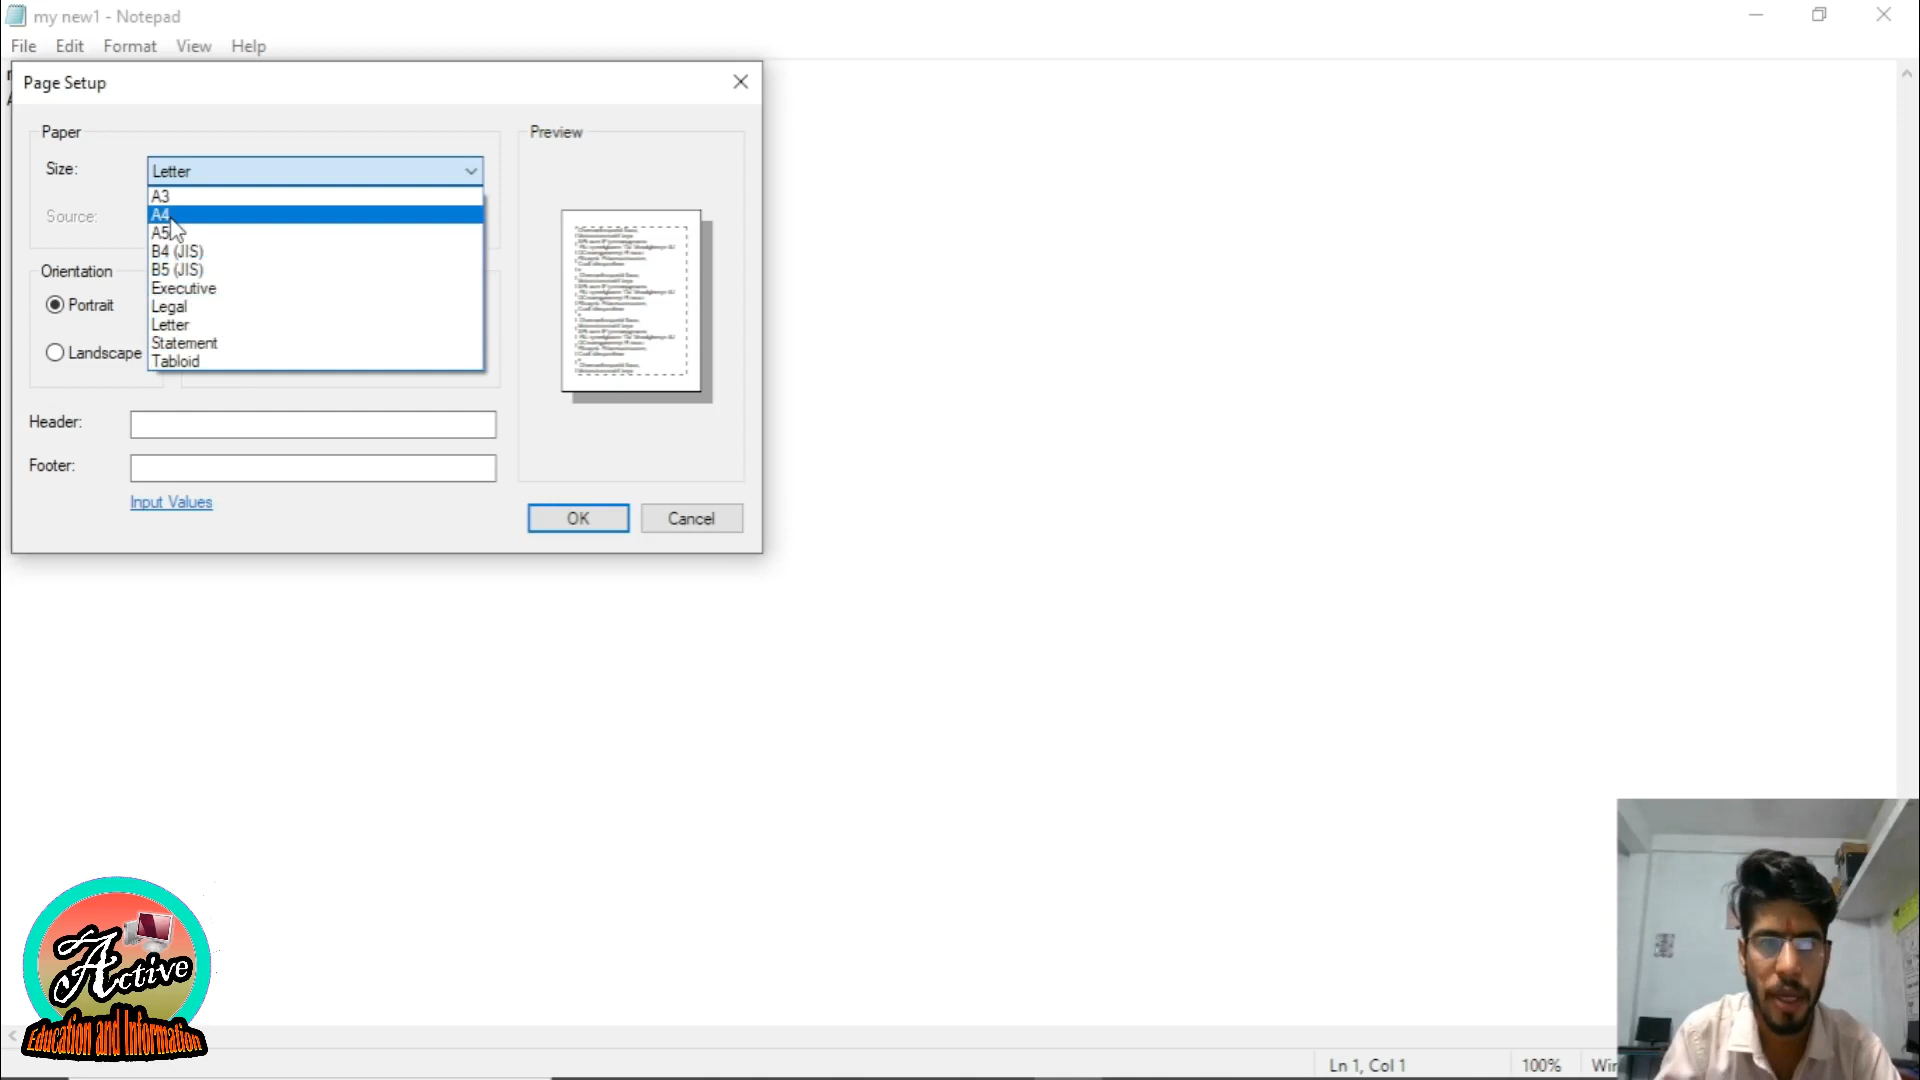 my new1 - Notepad
File Edit Format View Help
Page Setup
Paper
Size:
Letter
A3
A4
A5
B4 (JIS)
B5 (JIS)
Executive
Legal
Letter
Statement
Tabloid
Source:
Orientation
Portrait
Landscape
Preview
Header:
Footer:
Input Values
OK
Cancel
Active
Education and Information
Ln 1, Col 1
100%